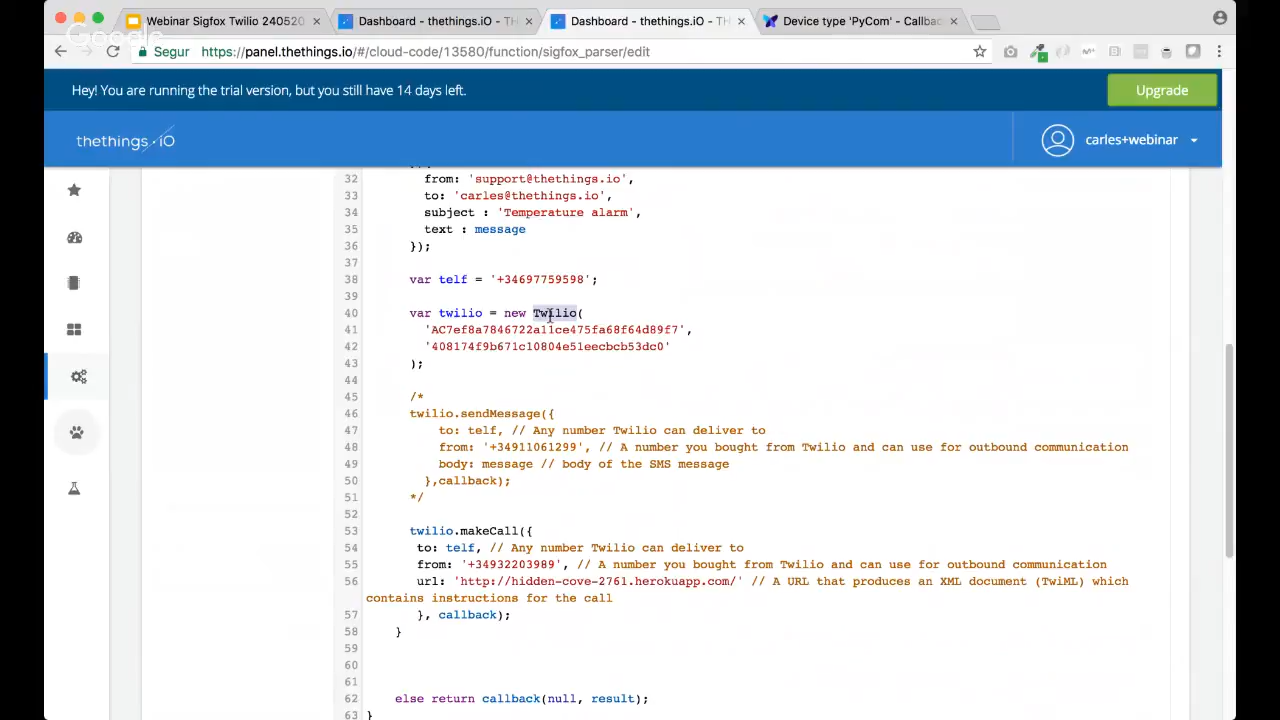 Webinar Sigfox Twilio 240520
Dashboard - thethings.iO - Th
Dashboard - thethings.iO - TH
Device type 'PyCom' - Callbac
Google
Segur
https://panel.thethings.io/#/cloud-code/13580/function/sigfox_parser/edit
Hey! You are running the trial version, but you still have 14 days left.
Upgrade
thethings.iO
carles+webinar
32 from: 'support@thethings.io',
33 to: 'carles@thethings.io',
34 subject : 'Temperature alarm',
35 text : message
36 });
37
38 var telf = '+34697759598';
39
40 var twilio = new Twilio(
41 'AC7ef8a7846722a11ce475fa68f64d89f7',
42 '408174f9b671c10804e51eecbcb53dc0'
43 );
44
45 /*
46 twilio.sendMessage({
47 to: telf, // Any number Twilio can deliver to
48 from: '+34911061299', // A number you bought from Twilio and can use for outbound communication
49 body: message // body of the SMS message
50 },callback);
51 */
52
53 twilio.makeCall({
54 to: telf, // Any number Twilio can deliver to
55 from: '+34932203989', // A number you bought from Twilio and can use for outbound communication
56 url: 'http://hidden-cove-2761.herokuapp.com/' // A URL that produces an XML document (TwiML) which
contains instructions for the call
57 }, callback);
58 }
59
60
61
62 else return callback(null, result);
63 }